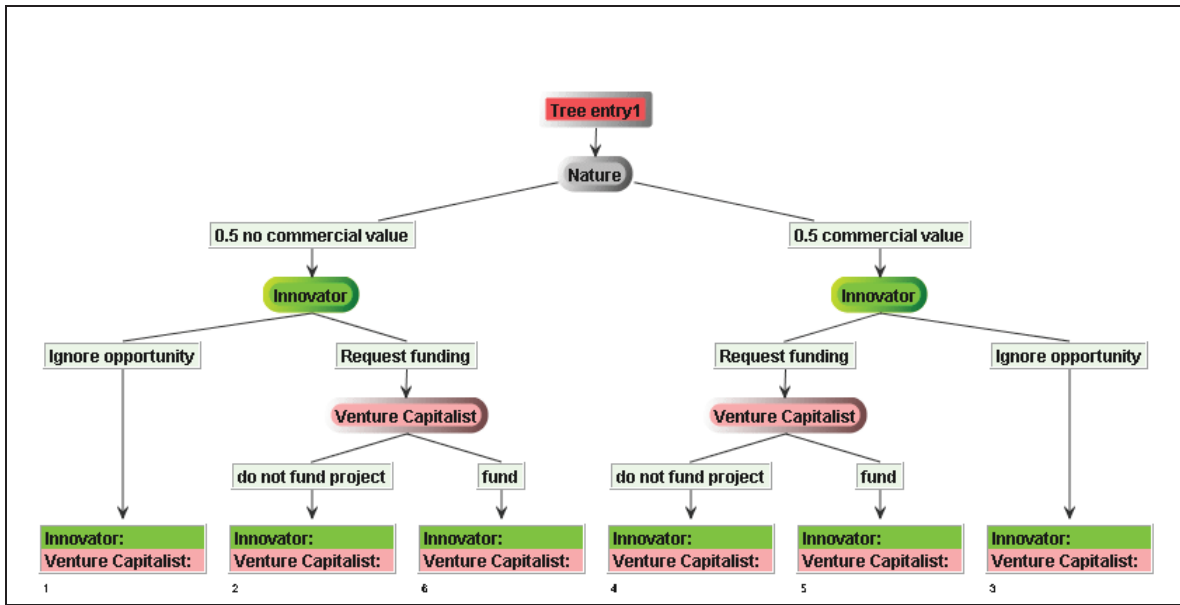 Tree entry1
Nature
0.5 no commercial value
0.5 commercial value
Innovator
Innovator
Ignore opportunity
Request funding
Request funding
Ignore opportunity
Venture Capitalist
Venture Capitalist
do not fund project
fund
do not fund project
fund
Innovator:
Venture Capitalist:
1
Innovator:
Venture Capitalist:
2
Innovator:
Venture Capitalist:
6
Innovator:
Venture Capitalist:
4
Innovator:
Venture Capitalist:
5
Innovator:
Venture Capitalist:
3